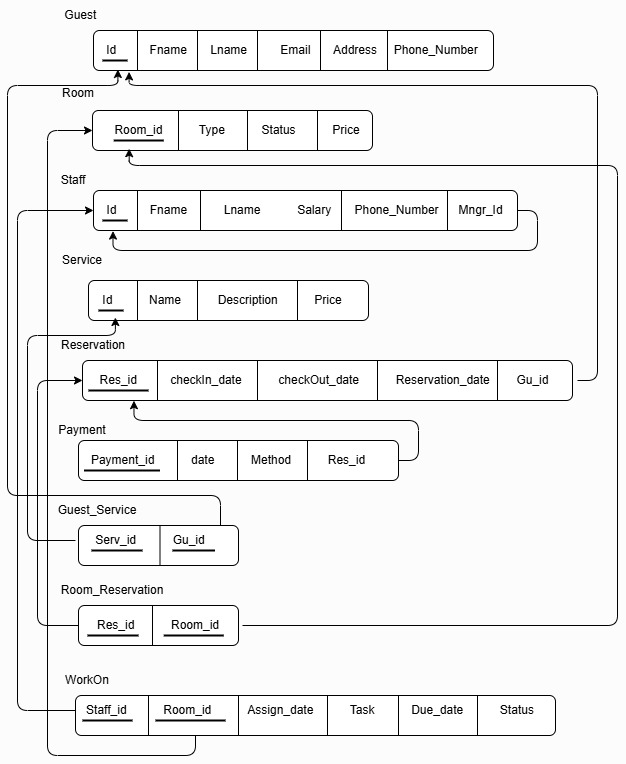 Guest
Id Fname Lname Email Address Phone_Number
Room
Room_id Type Status Price
Staff
Id Fname Lname Salary Phone_Number Mngr_Id
Service
Id Name Description Price
Reservation
Res_id checkIn_date checkOut_date Reservation_date Gu_id
Payment
Payment_id date Method Res_id
Guest_Service
Serv_id Gu_id
Room_Reservation
Res_id Room_id
WorkOn
Staff_id Room_id Assign_date Task Due_date Status